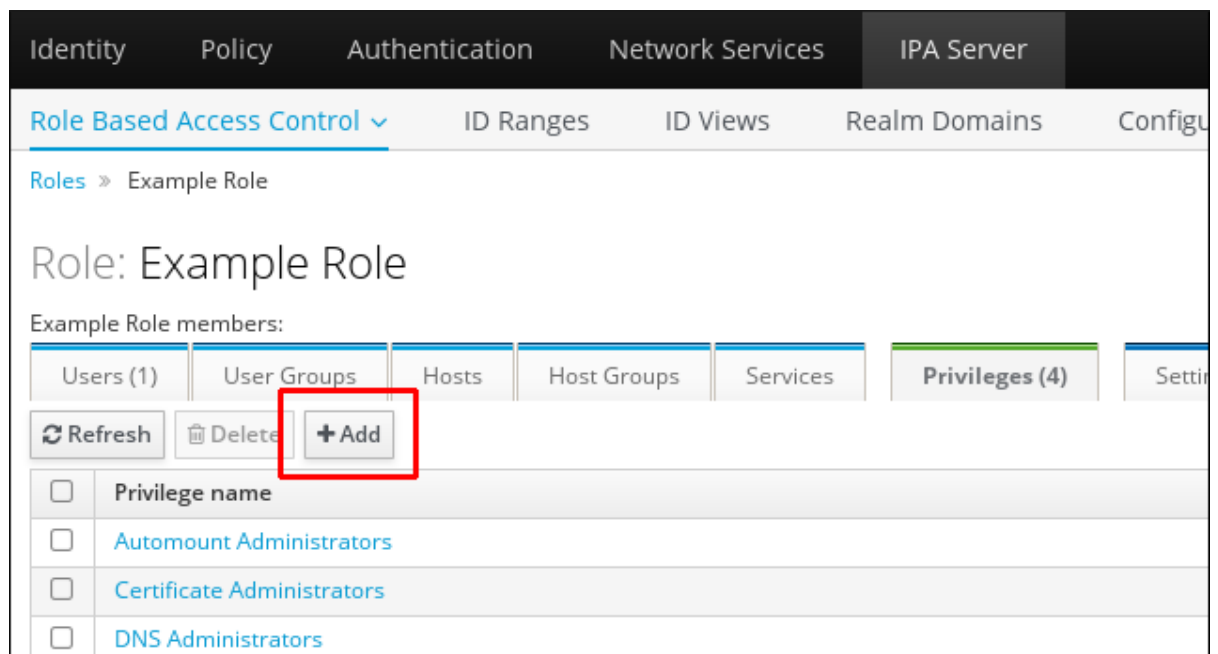 Identity Policy Authentication Network Services IPA Server
Role Based Access Control ID Ranges ID Views Realm Domains
Roles » Example Role
Role: Example Role
Example Role members:
Users (1) User Groups Hosts Host Groups Services Privileges (4)
Refresh Delete + Add
Privilege name
Automount Administrators
Certificate Administrators
DNS Administrators